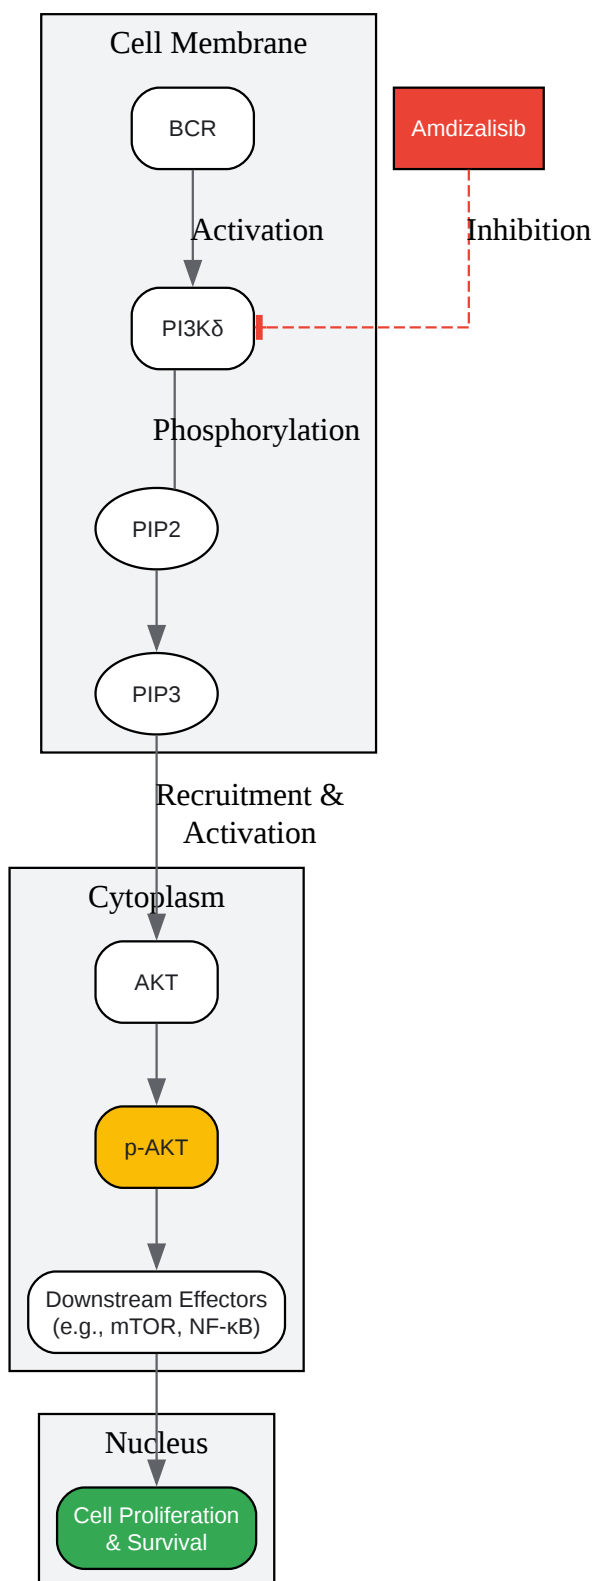 Cell Membrane
BCR
Amdizalisib
Activation
Inhibition
PI3Kδ
Phosphorylation
PIP2
PIP3
Recruitment &
Activation
Cytoplasm
AKT
p-AKT
Downstream Effectors
(e.g., mTOR, NF-κB)
Nucleus
Cell Proliferation
& Survival